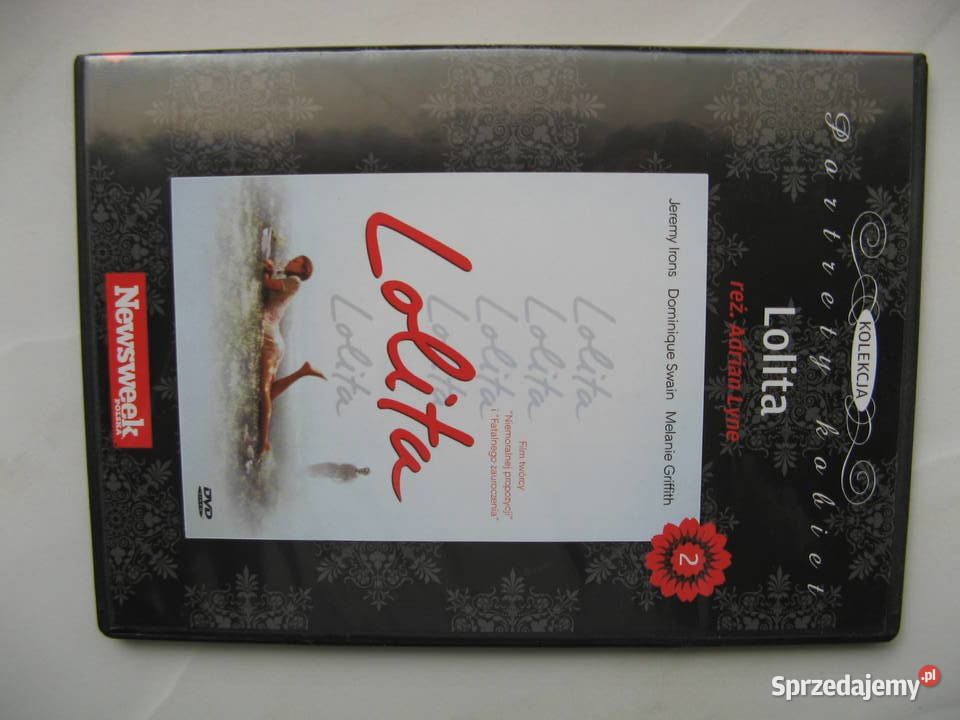 KOLEKCJA
Portrety kobiet
Lolita
reż. Adrian Lyne
2
Jeremy Irons Dominique Swain Melanie Griffith
Lolita
Lolita
Lolita
Lolita
Lolita
Lolita
Film twórcy
"Niemoralnej propozycji"
i "Fatalnego zauroczenia"
DVD
Newsweek
POLSKA
Sprzedajemy.pl